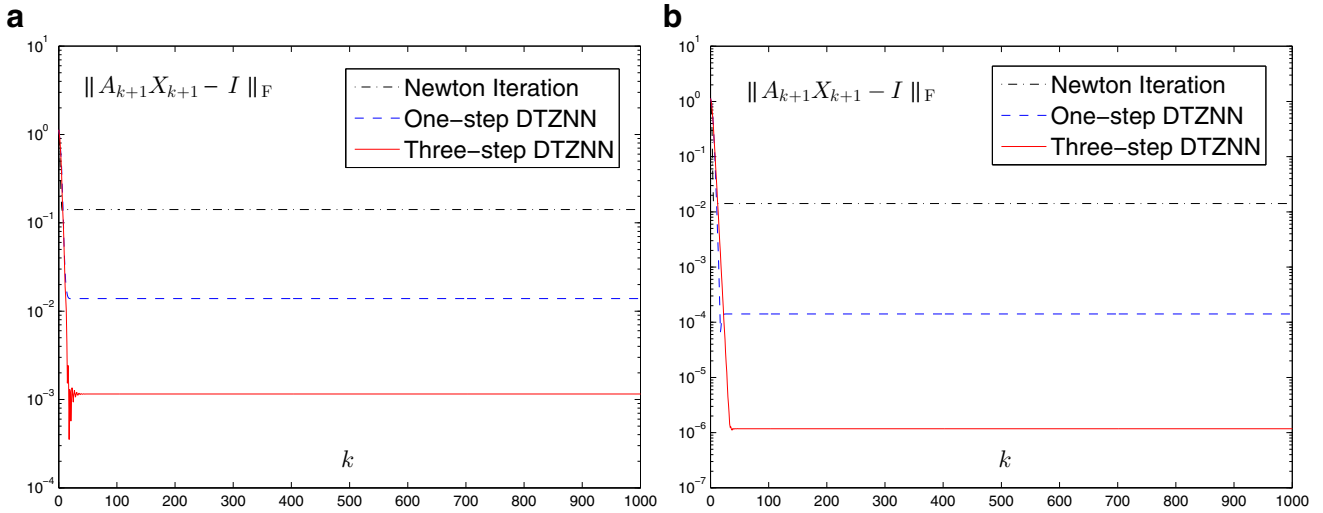 a
10^1
10^0
10^{-1}
10^{-2}
10^{-3}
10^{-4}
‖ A_{k+1}X_{k+1} − I ‖_F
Newton Iteration
One−step DTZNN
Three−step DTZNN
k
0 100 200 300 400 500 600 700 800 900 1000
b
10^2
10^1
10^0
10^{-1}
10^{-2}
10^{-3}
10^{-4}
10^{-5}
10^{-6}
10^{-7}
‖ A_{k+1}X_{k+1} − I ‖_F
Newton Iteration
One−step DTZNN
Three−step DTZNN
k
0 100 200 300 400 500 600 700 800 900 1000